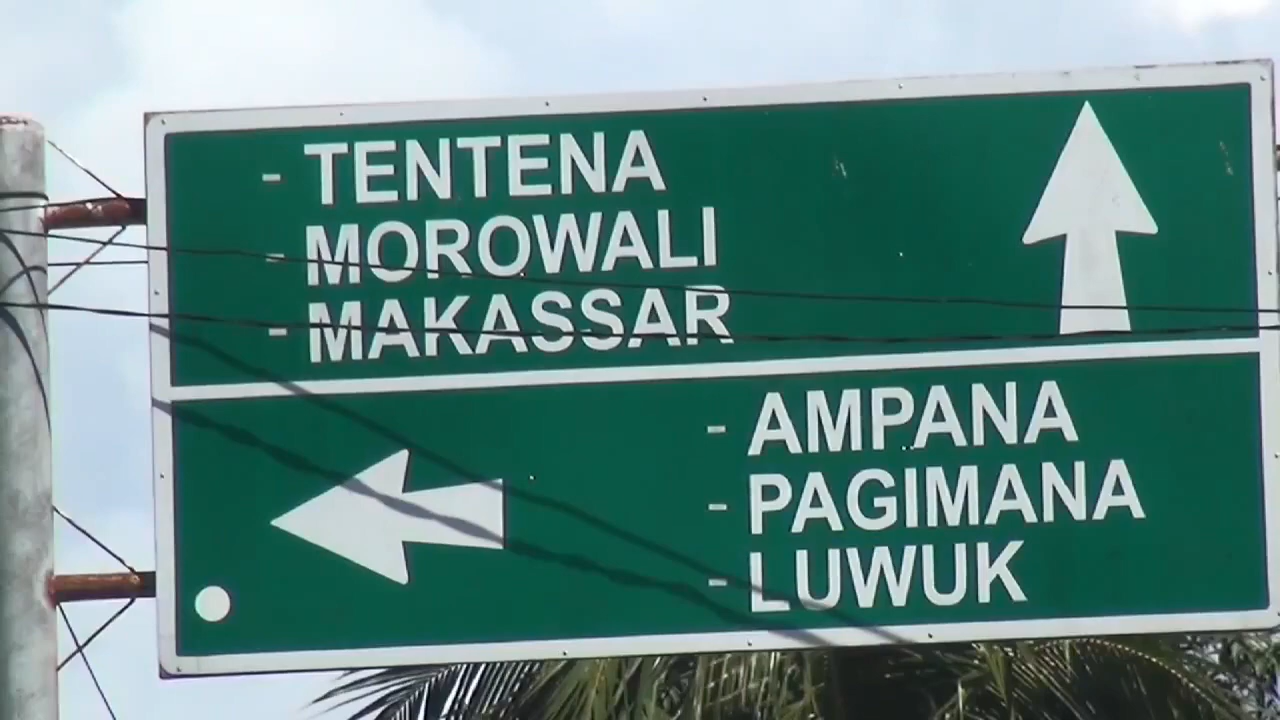 - TENTENA
- MOROWALI
- MAKASSAR
- AMPANA
- PAGIMANA
- LUWUK